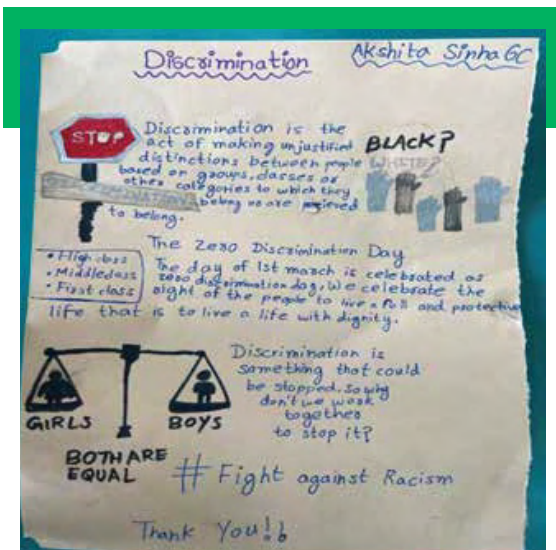 Discrimination
Akshita Sinha GC
STOP
DISCRIMINATION
Discrimination is the
act of making unjustified
distinctions between people
based on groups, classes or
other categories to which they
belong or are
to belong.
BLACK?
WHITE?
The Zero Discrimination Day
• High class
• Middle class
• First class
The day of 1st march is celebrated as
zero discrimination day, we celebrate the
right of the people to live a full and protective
life that is to live a life with dignity.
GIRLS
BOYS
BOTH ARE
EQUAL
Discrimination is
something that could
be stopped. So why
don't we work
together
to stop it?
# Fight against Racism
Thank You!!